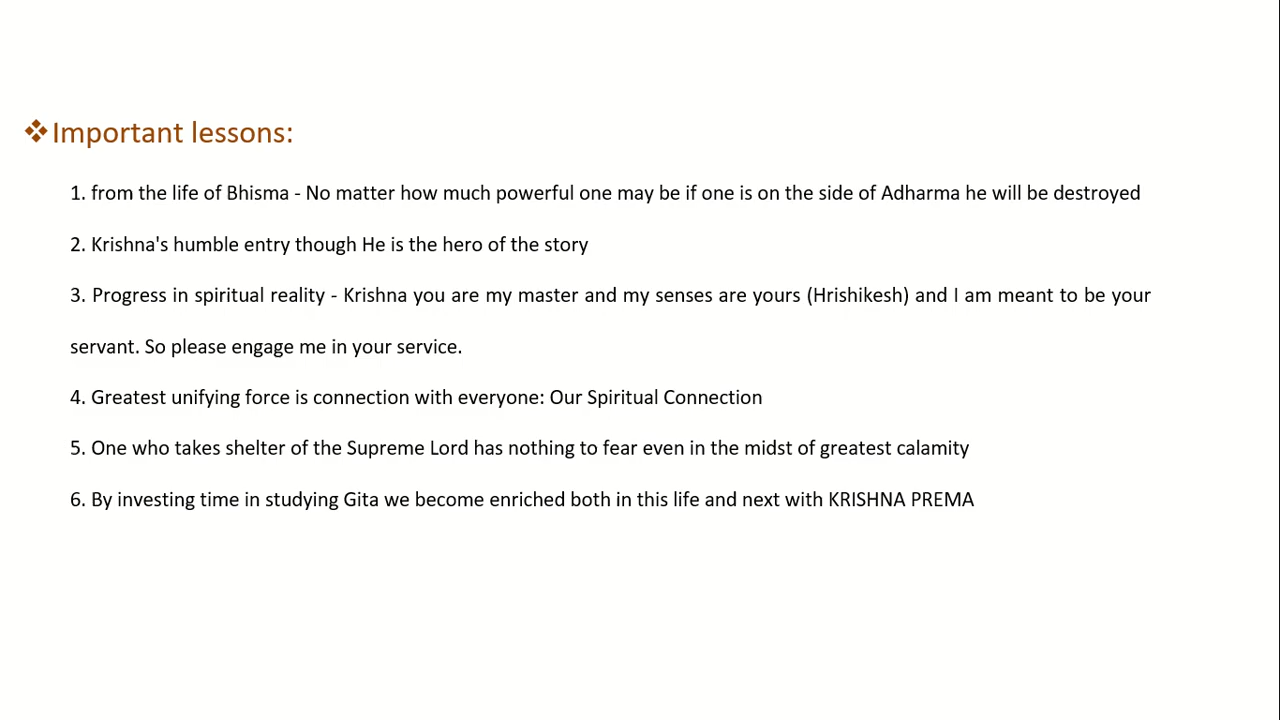 ❖Important lessons:
1. from the life of Bhisma - No matter how much powerful one may be if one is on the side of Adharma he will be destroyed
2. Krishna's humble entry though He is the hero of the story
3. Progress in spiritual reality - Krishna you are my master and my senses are yours (Hrishikesh) and I am meant to be your
servant. So please engage me in your service.
4. Greatest unifying force is connection with everyone: Our Spiritual Connection
5. One who takes shelter of the Supreme Lord has nothing to fear even in the midst of greatest calamity
6. By investing time in studying Gita we become enriched both in this life and next with KRISHNA PREMA